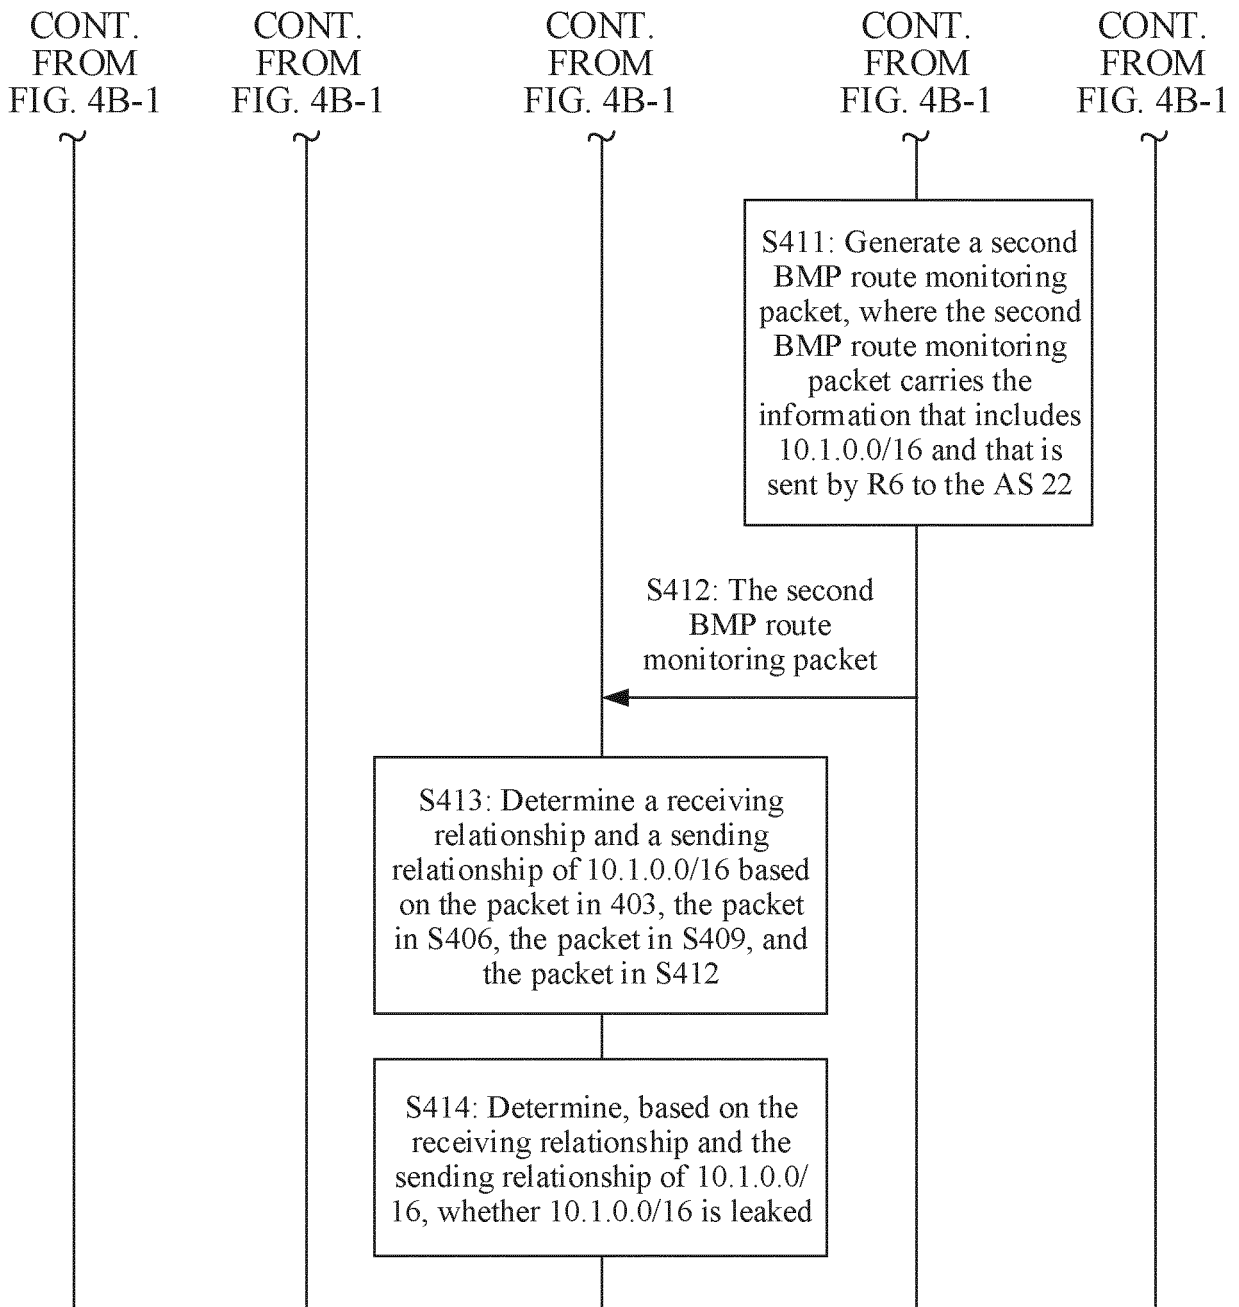 CONT.
FROM
FIG. 4B-1
CONT.
FROM
FIG. 4B-1
CONT.
FROM
FIG. 4B-1
CONT.
FROM
FIG. 4B-1
CONT.
FROM
FIG. 4B-1
S411: Generate a second
BMP route monitoring
packet, where the second
BMP route monitoring
packet carries the
information that includes
10.1.0.0/16 and that is
sent by R6 to the AS 22
S412: The second
BMP route
monitoring packet
S413: Determine a receiving
relationship and a sending
relationship of 10.1.0.0/16 based
on the packet in 403, the packet
in S406, the packet in S409, and
the packet in S412
S414: Determine, based on the
receiving relationship and the
sending relationship of 10.1.0.0/
16, whether 10.1.0.0/16 is leaked